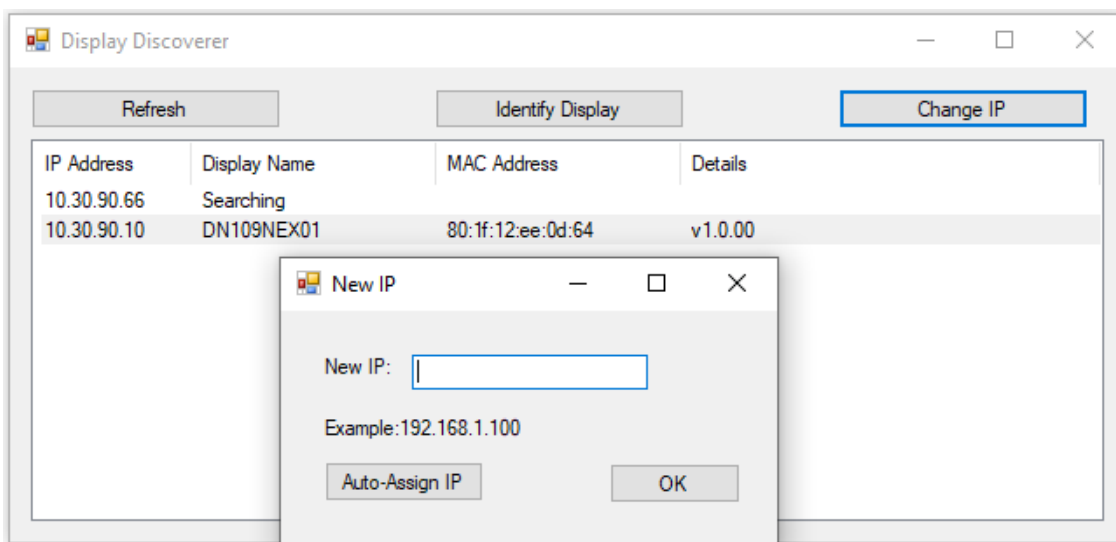 Display Discoverer
Refresh Identify Display Change IP
IP Address Display Name MAC Address Details
10.30.90.66 Searching
10.30.90.10 DN109NEX01 80:1f:12:ee:0d:64 v1.0.00
New IP
New IP:
Example:192.168.1.100
Auto-Assign IP OK